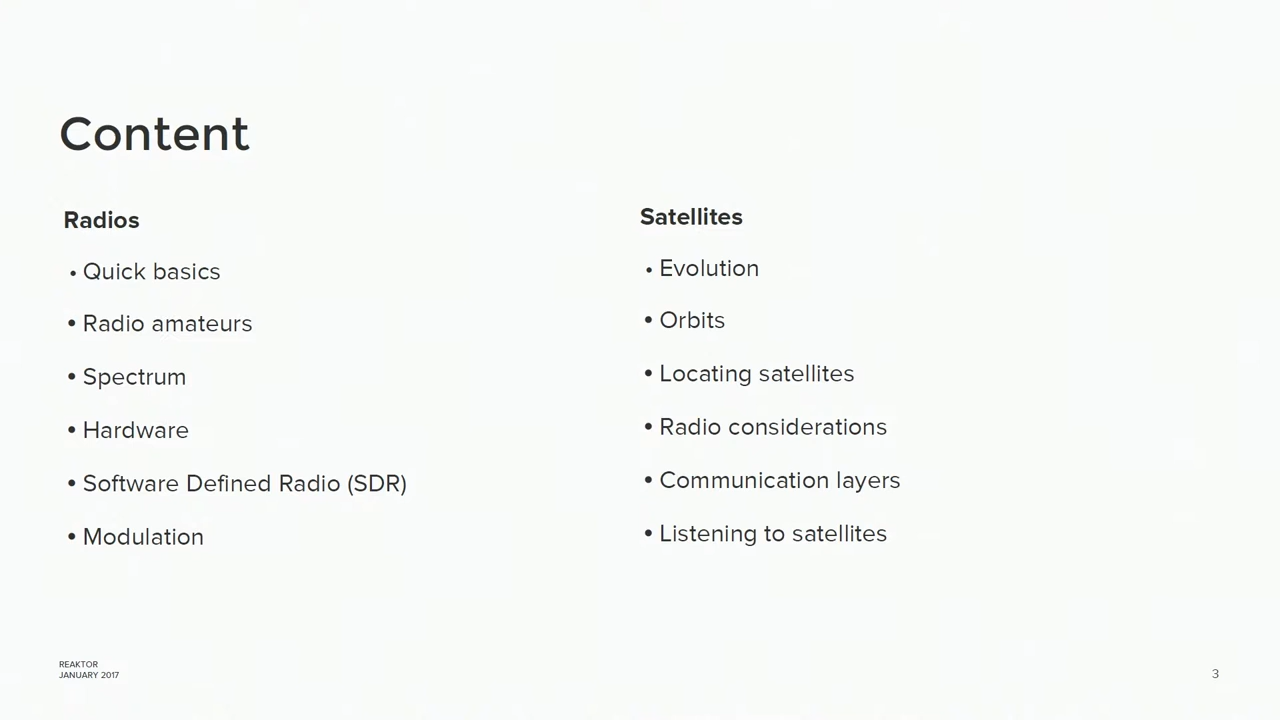 Content
Radios
• Quick basics
• Radio amateurs
• Spectrum
• Hardware
• Software Defined Radio (SDR)
• Modulation
Satellites
• Evolution
• Orbits
• Locating satellites
• Radio considerations
• Communication layers
• Listening to satellites
REAKTOR
JANUARY 2017
3